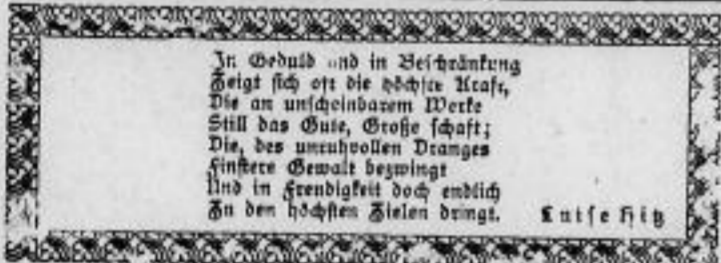 In Geduld und in Beschränkung
Zeigt sich oft die höchste Kraft,
Die an unscheinbarem Werke
Still das Gute, Große schaft;
Die, des unruhvollen Dranges
Finstere Gewalt bezwingt
Und in Freudigkeit doch endlich
Zu den höchsten Zielen dringt.
Luise Hitz